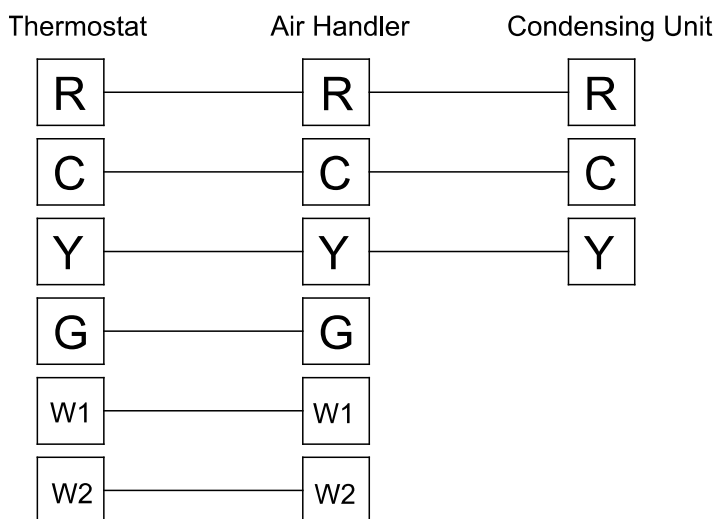 Thermostat Air Handler Condensing Unit
R R R
C C C
Y Y Y
G G
W1 W1
W2 W2